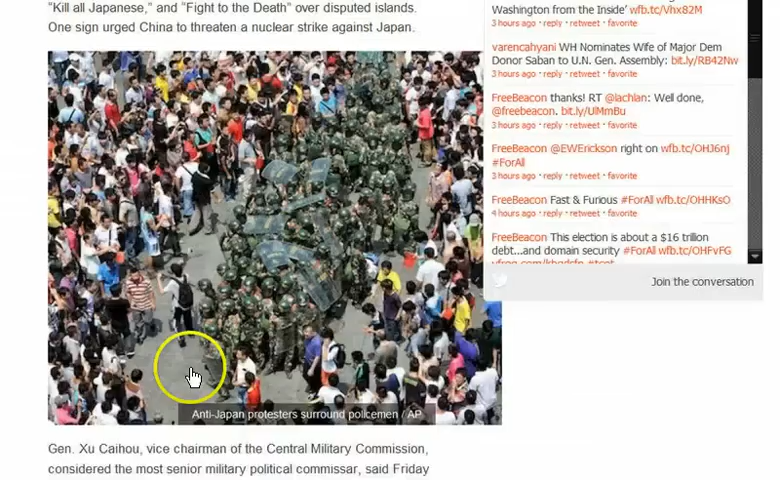 “Kill all Japanese,” and “Fight to the Death” over disputed islands.
One sign urged China to threaten a nuclear strike against Japan.
Anti-Japan protesters surround policemen / AP
Gen. Xu Caihou, vice chairman of the Central Military Commission,
considered the most senior military political commissar, said Friday
Washington from the Inside’ wfb.tc/Vhx82M
3 hours ago · reply · retweet · favorite
varencahyani WH Nominates Wife of Major Dem
Donor Saban to U.N. Gen. Assembly: bit.ly/RB42Nw
3 hours ago · reply · retweet · favorite
FreeBeacon thanks! RT @lachlan: Well done,
@freebeacon. bit.ly/UlMmBu
3 hours ago · reply · retweet · favorite
FreeBeacon @EWErickson right on wfb.tc/OHJ6nj
#ForAll
3 hours ago · reply · retweet · favorite
FreeBeacon Fast & Furious #ForAll wfb.tc/OHHKsO
4 hours ago · reply · retweet · favorite
FreeBeacon This election is about a $16 trillion
debt...and domain security #ForAll wfb.tc/OHFvFG
Join the conversation